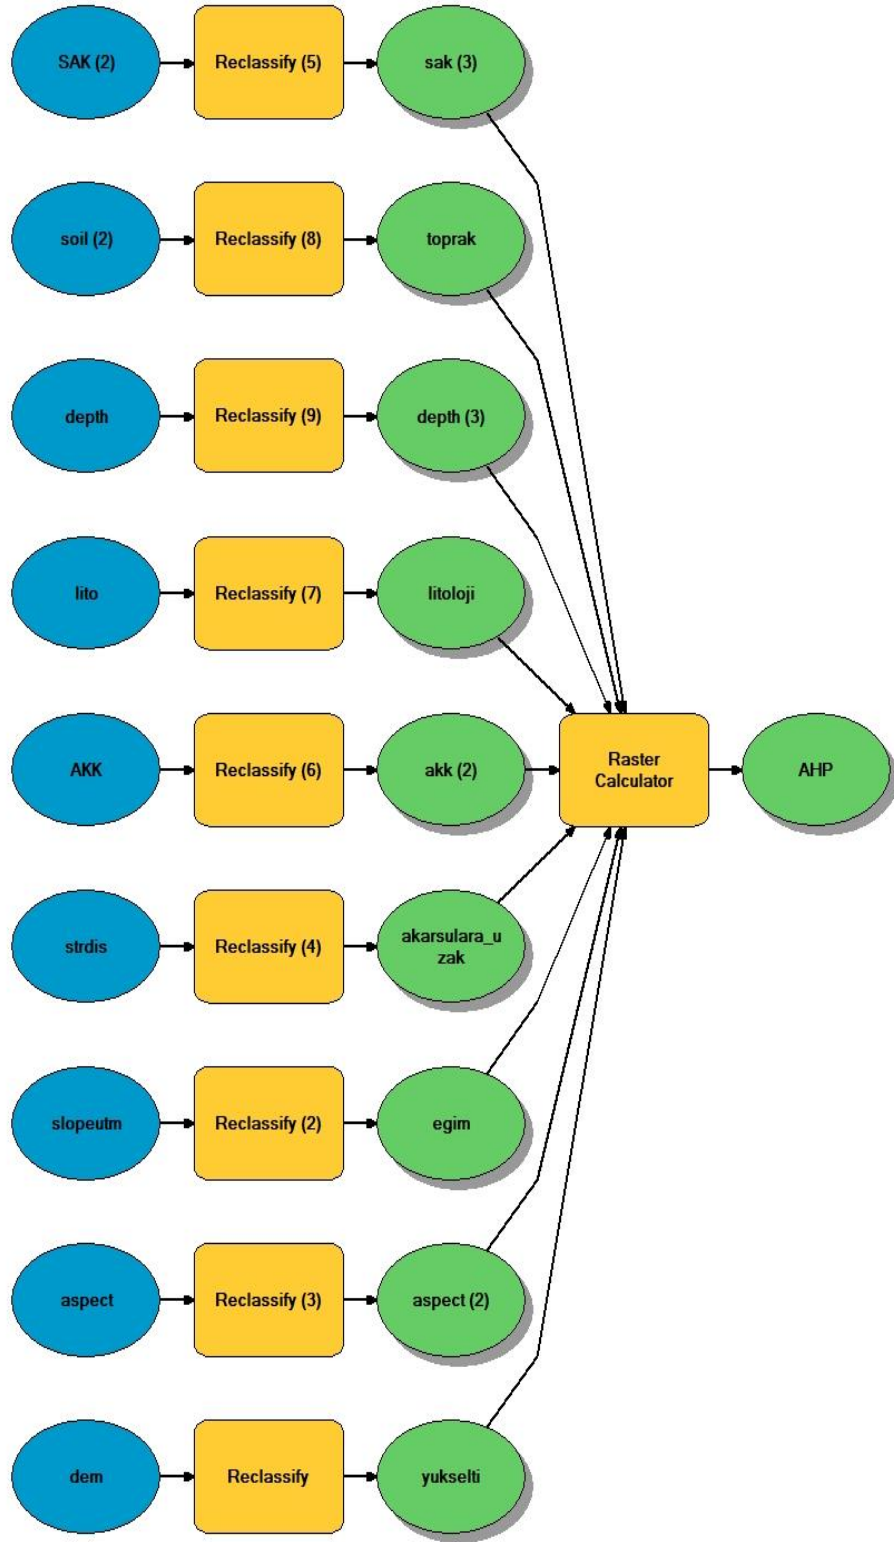 SAK (2)
Reclassify (5)
sak (3)
soil (2)
Reclassify (8)
toprak
depth
Reclassify (9)
depth (3)
lito
Reclassify (7)
litoloji
AKK
Reclassify (6)
akk (2)
Raster
Calculator
AHP
strdis
Reclassify (4)
akarsulara_u
zak
slopeutm
Reclassify (2)
egim
aspect
Reclassify (3)
aspect (2)
dem
Reclassify
yukselti